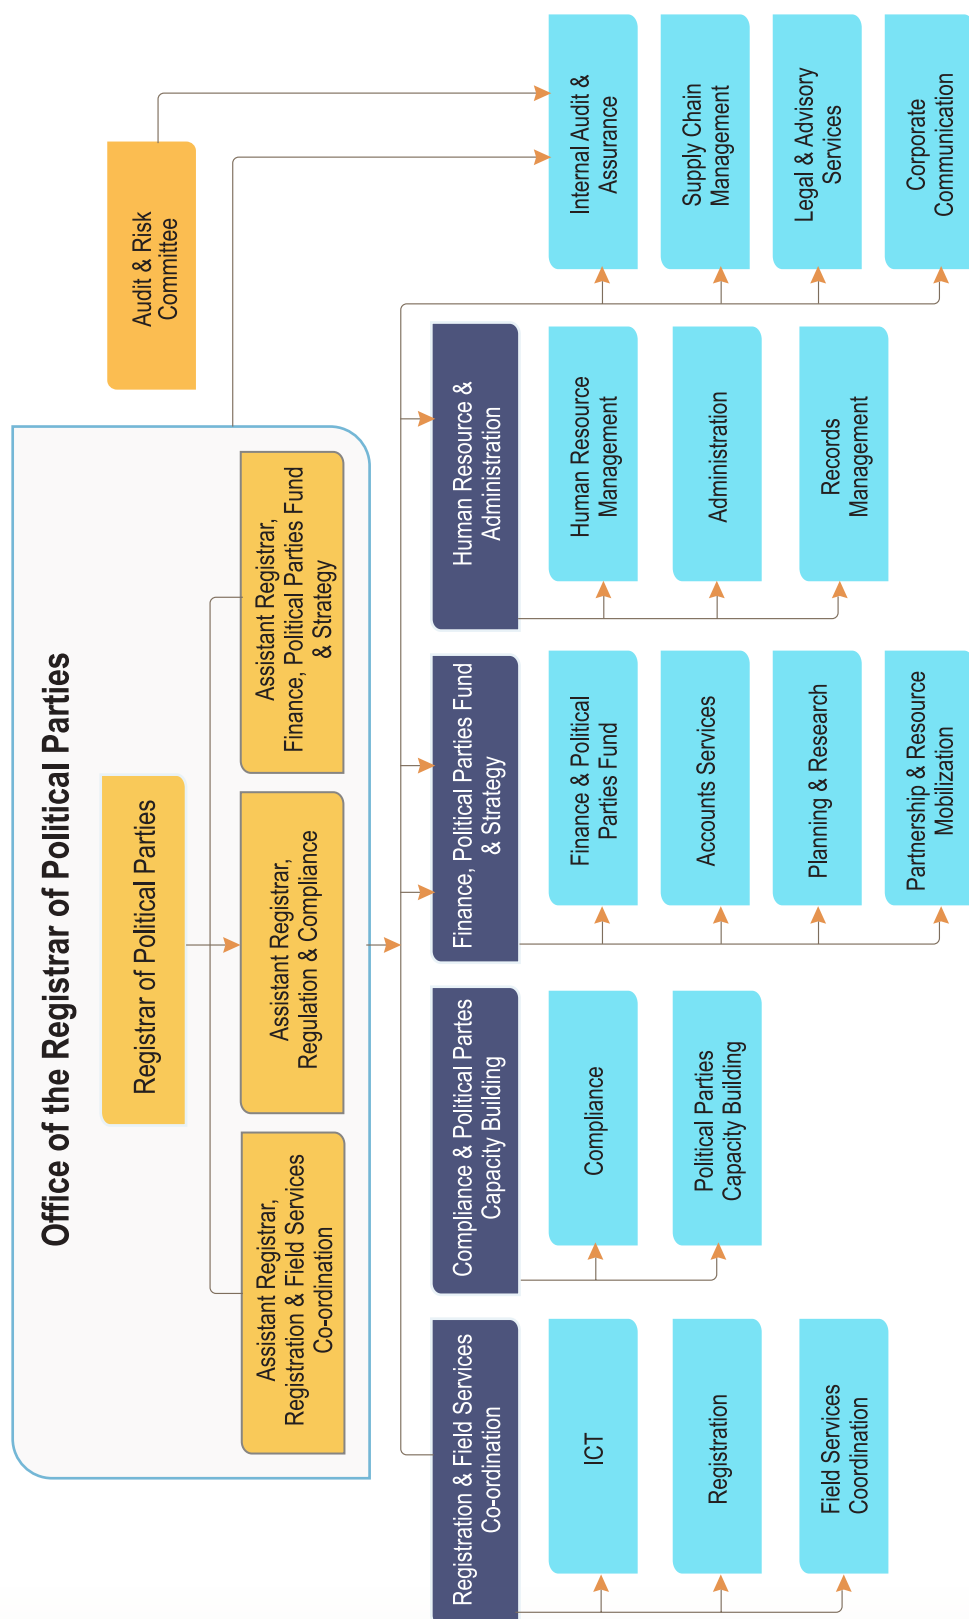 Office of the Registrar of Political Parties
Registrar of Political Parties
Audit & Risk
Committee
Assistant Registrar,
Registration & Field Services
Co-ordination
Assistant Registrar,
Regulation & Compliance
Assistant Registrar,
Finance, Political Parties Fund
& Strategy
Registration & Field Services
Co-ordination
ICT
Registration
Field Services
Coordination
Compliance & Political Partes
Capacity Building
Compliance
Political Parties
Capacity Building
Finance, Political Parties Fund
& Strategy
Finance & Political
Parties Fund
Accounts Services
Planning & Research
Partnership & Resource
Mobilization
Human Resource &
Administration
Human Resource
Management
Administration
Records
Management
Internal Audit &
Assurance
Supply Chain
Management
Legal & Advisory
Services
Corporate
Communication